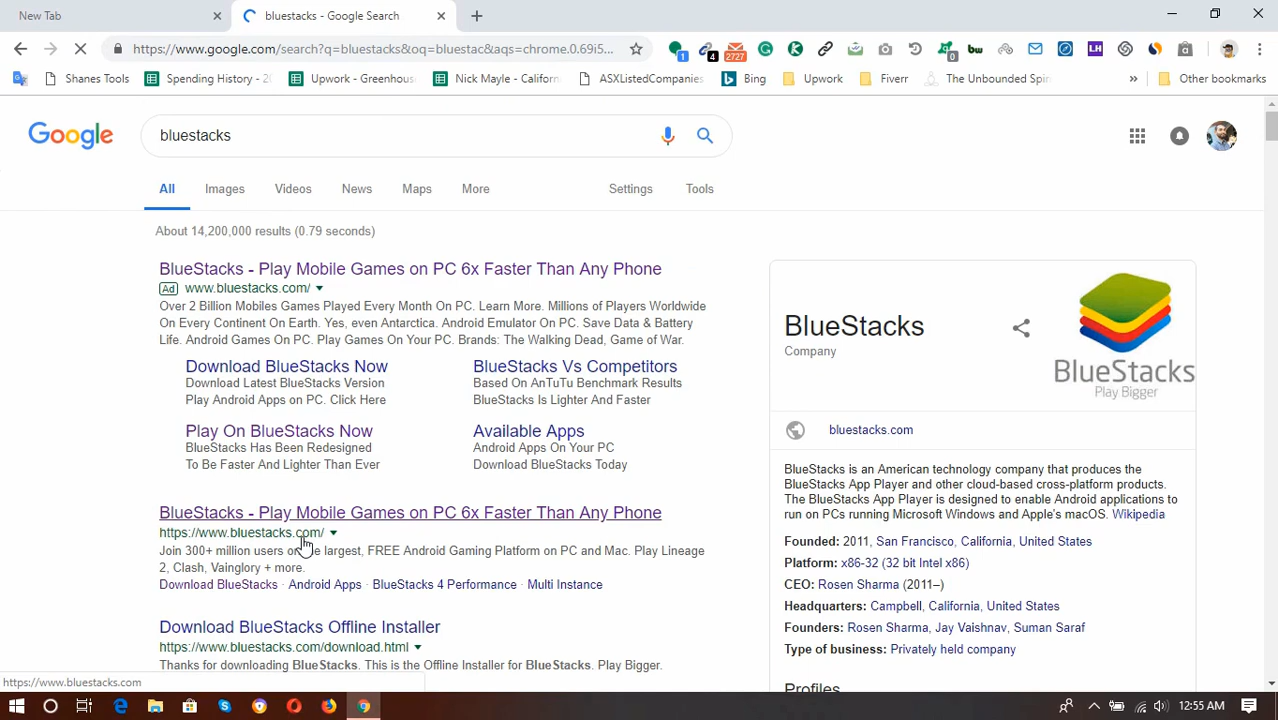 New Tab
bluestacks - Google Search
https://www.google.com/search?q=bluestacks&oq=bluestac&aqs=chrome.0.69i5...
1
4
2727
0
bw
LH
Shanes Tools
Spending History - 20
Upwork - Greenhous
Nick Mayle - Californ
ASXListedCompanies
Bing
Upwork
Fiverr
The Unbounded Spir
»
Other bookmarks
Google
bluestacks
All
Images
Videos
News
Maps
More
Settings
Tools
About 14,200,000 results (0.79 seconds)
BlueStacks - Play Mobile Games on PC 6x Faster Than Any Phone
Ad www.bluestacks.com/
Over 2 Billion Mobiles Games Played Every Month On PC. Learn More. Millions of Players Worldwide
On Every Continent On Earth. Yes, even Antarctica. Android Emulator On PC. Save Data & Battery
Life. Android Games On PC. Play Games On Your PC. Brands: The Walking Dead, Game of War.
Download BlueStacks Now
Download Latest BlueStacks Version
Play Android Apps on PC. Click Here
BlueStacks Vs Competitors
Based On AnTuTu Benchmark Results
BlueStacks Is Lighter And Faster
Play On BlueStacks Now
BlueStacks Has Been Redesigned
To Be Faster And Lighter Than Ever
Available Apps
Android Apps On Your PC
Download BlueStacks Today
BlueStacks - Play Mobile Games on PC 6x Faster Than Any Phone
https://www.bluestacks.com/
Join 300+ million users on the largest, FREE Android Gaming Platform on PC and Mac. Play Lineage
2, Clash, Vainglory + more.
Download BlueStacks · Android Apps · BlueStacks 4 Performance · Multi Instance
Download BlueStacks Offline Installer
https://www.bluestacks.com/download.html
Thanks for downloading BlueStacks. This is the Offline Installer for BlueStacks. Play Bigger.
https://www.bluestacks.com
BlueStacks
Company
BlueStacks
Play Bigger
bluestacks.com
BlueStacks is an American technology company that produces the
BlueStacks App Player and other cloud-based cross-platform products.
The BlueStacks App Player is designed to enable Android applications to
run on PCs running Microsoft Windows and Apple's macOS. Wikipedia
Founded: 2011, San Francisco, California, United States
Platform: x86-32 (32 bit Intel x86)
CEO: Rosen Sharma (2011–)
Headquarters: Campbell, California, United States
Founders: Rosen Sharma, Jay Vaishnav, Suman Saraf
Type of business: Privately held company
Profiles
12:55 AM